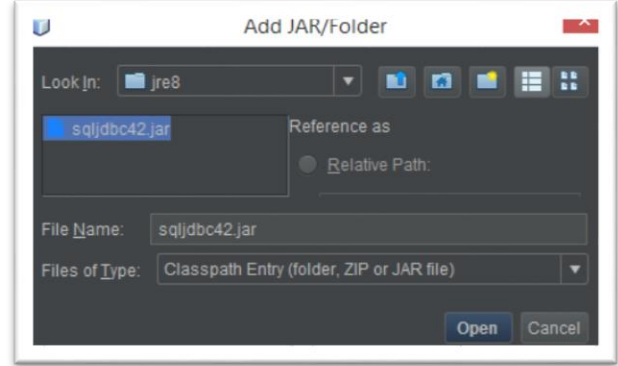 Add JAR/Folder
Look In: jre8
sqljdbc42.jar
Reference as
Relative Path:
File Name: sqljdbc42.jar
Files of Type: Classpath Entry (folder, ZIP or JAR file)
Open Cancel